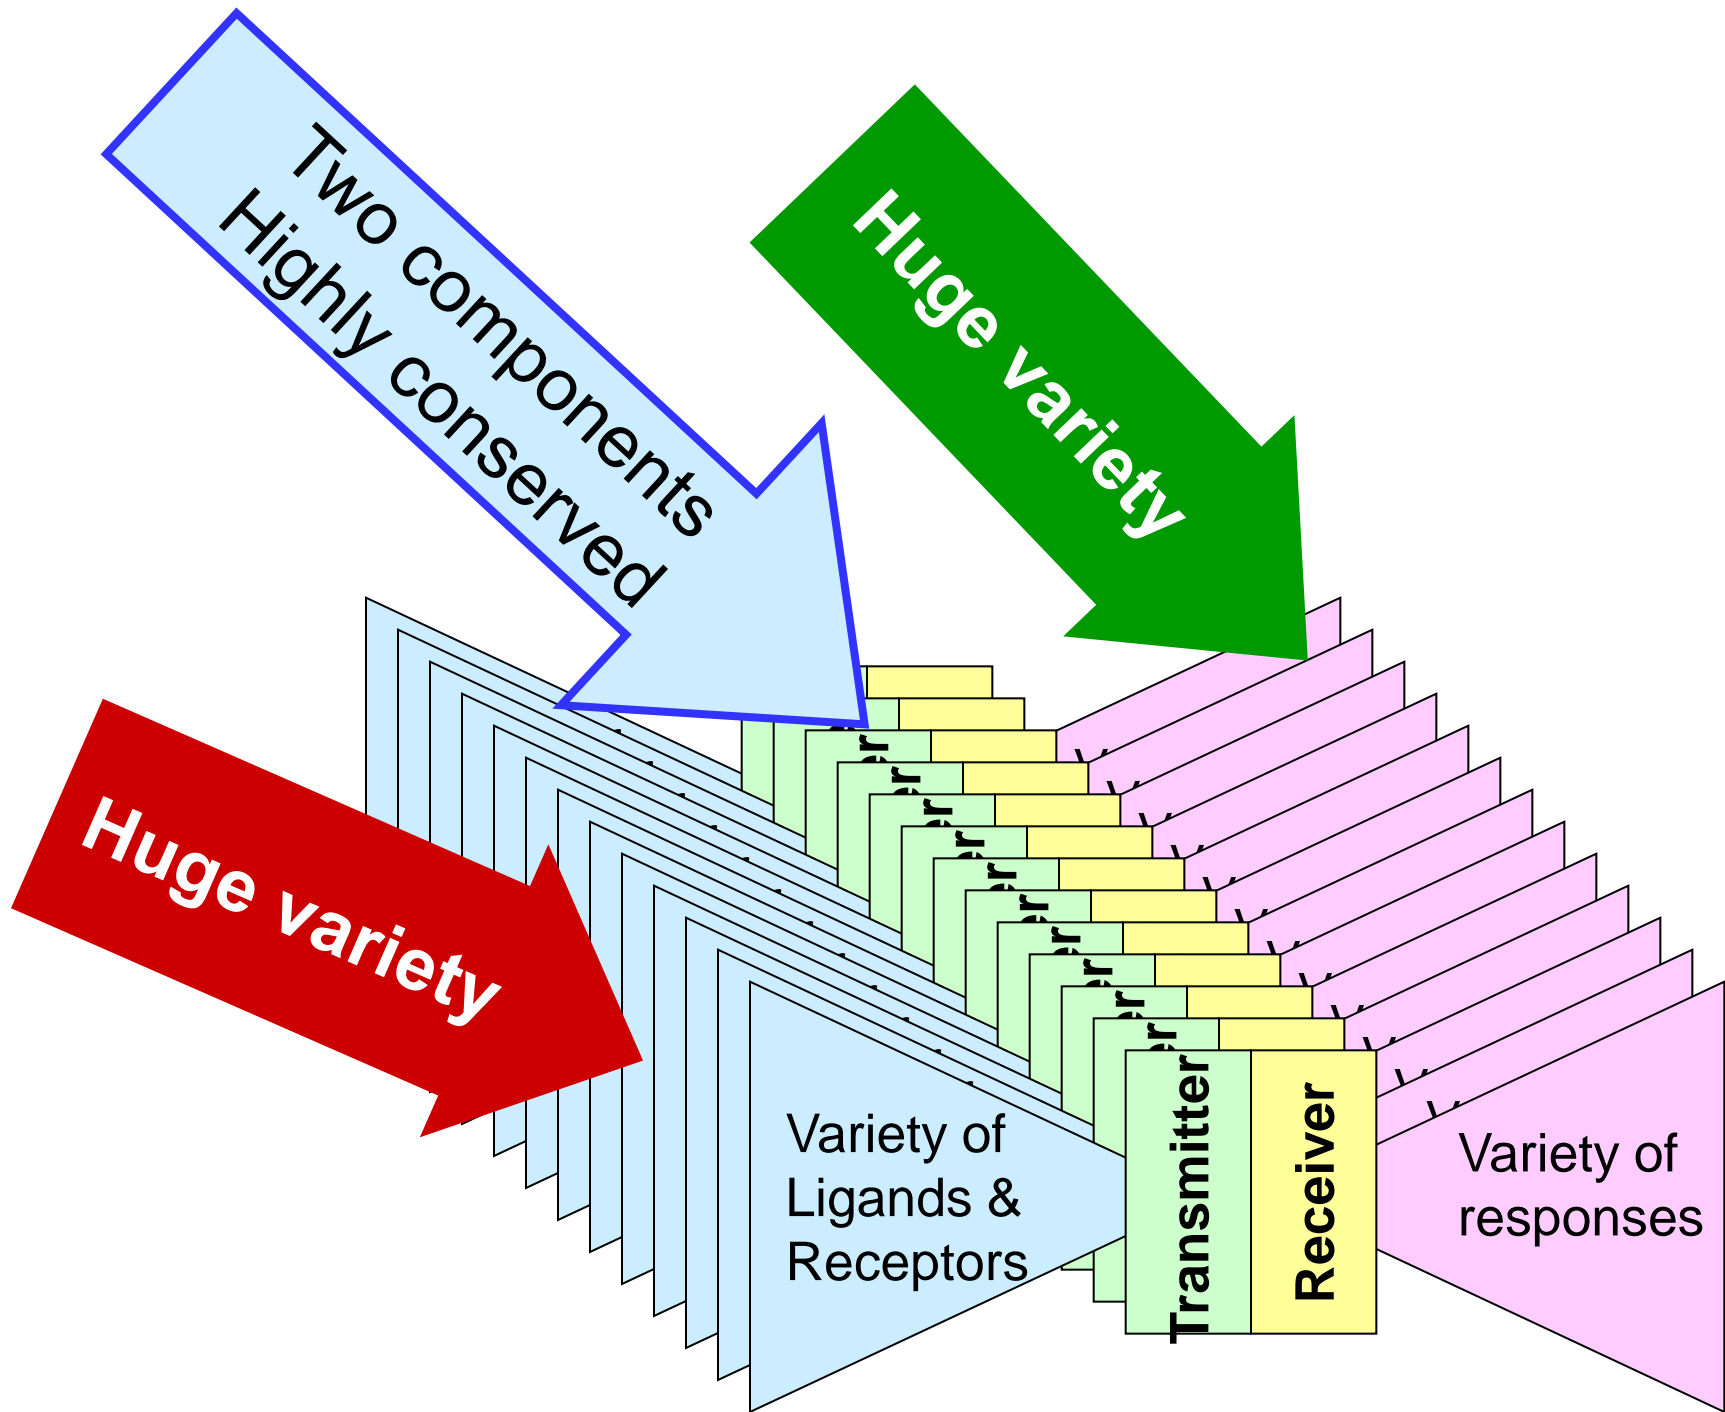 Two components
Highly conserved
Huge variety
Huge variety
Variety of
Ligands &
Receptors
Transmitter
Receiver
Variety of
responses